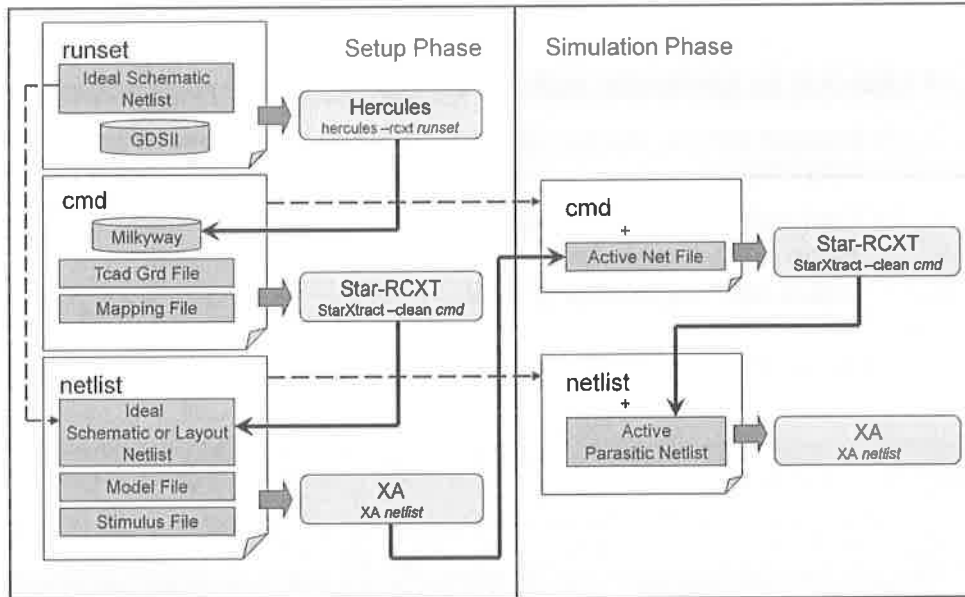 Setup Phase
runset
Ideal Schematic
Netlist
GDSII
Hercules
hercules –rcxt runset
cmd
Milkyway
Tcad Grd File
Mapping File
Star-RCXT
StarXtract –clean cmd
netlist
Ideal
Schematic or Layout
Netlist
Model File
Stimulus File
XA
XA netlist
Simulation Phase
cmd
+
Active Net File
Star-RCXT
StarXtract –clean cmd
netlist
+
Active
Parasitic Netlist
XA
XA netlist